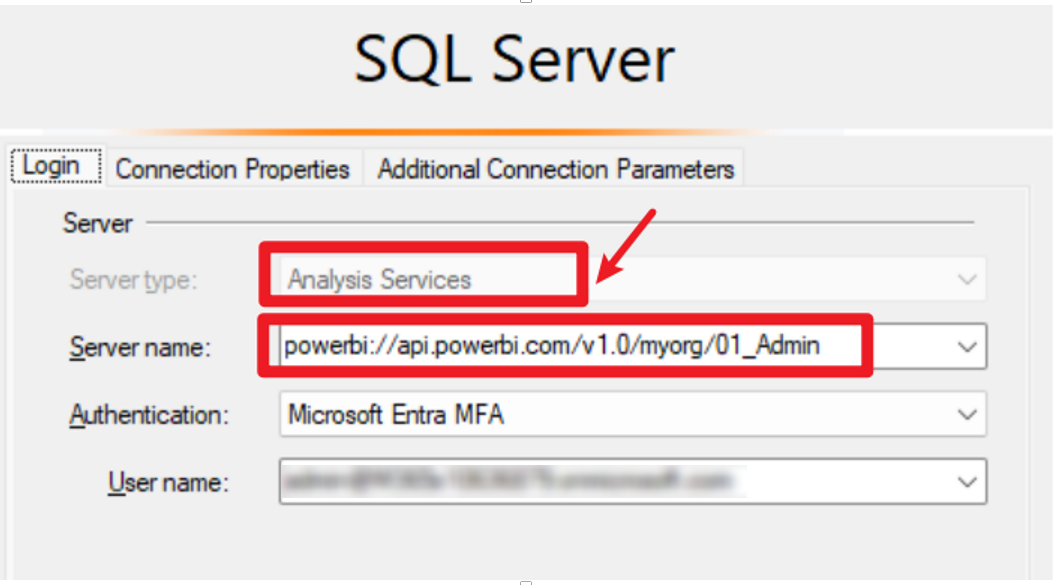 SQL Server
Login Connection Properties Additional Connection Parameters
Server
Server type: Analysis Services
Server name: powerbi://api.powerbi.com/v1.0/myorg/01_Admin
Authentication: Microsoft Entra MFA
User name: